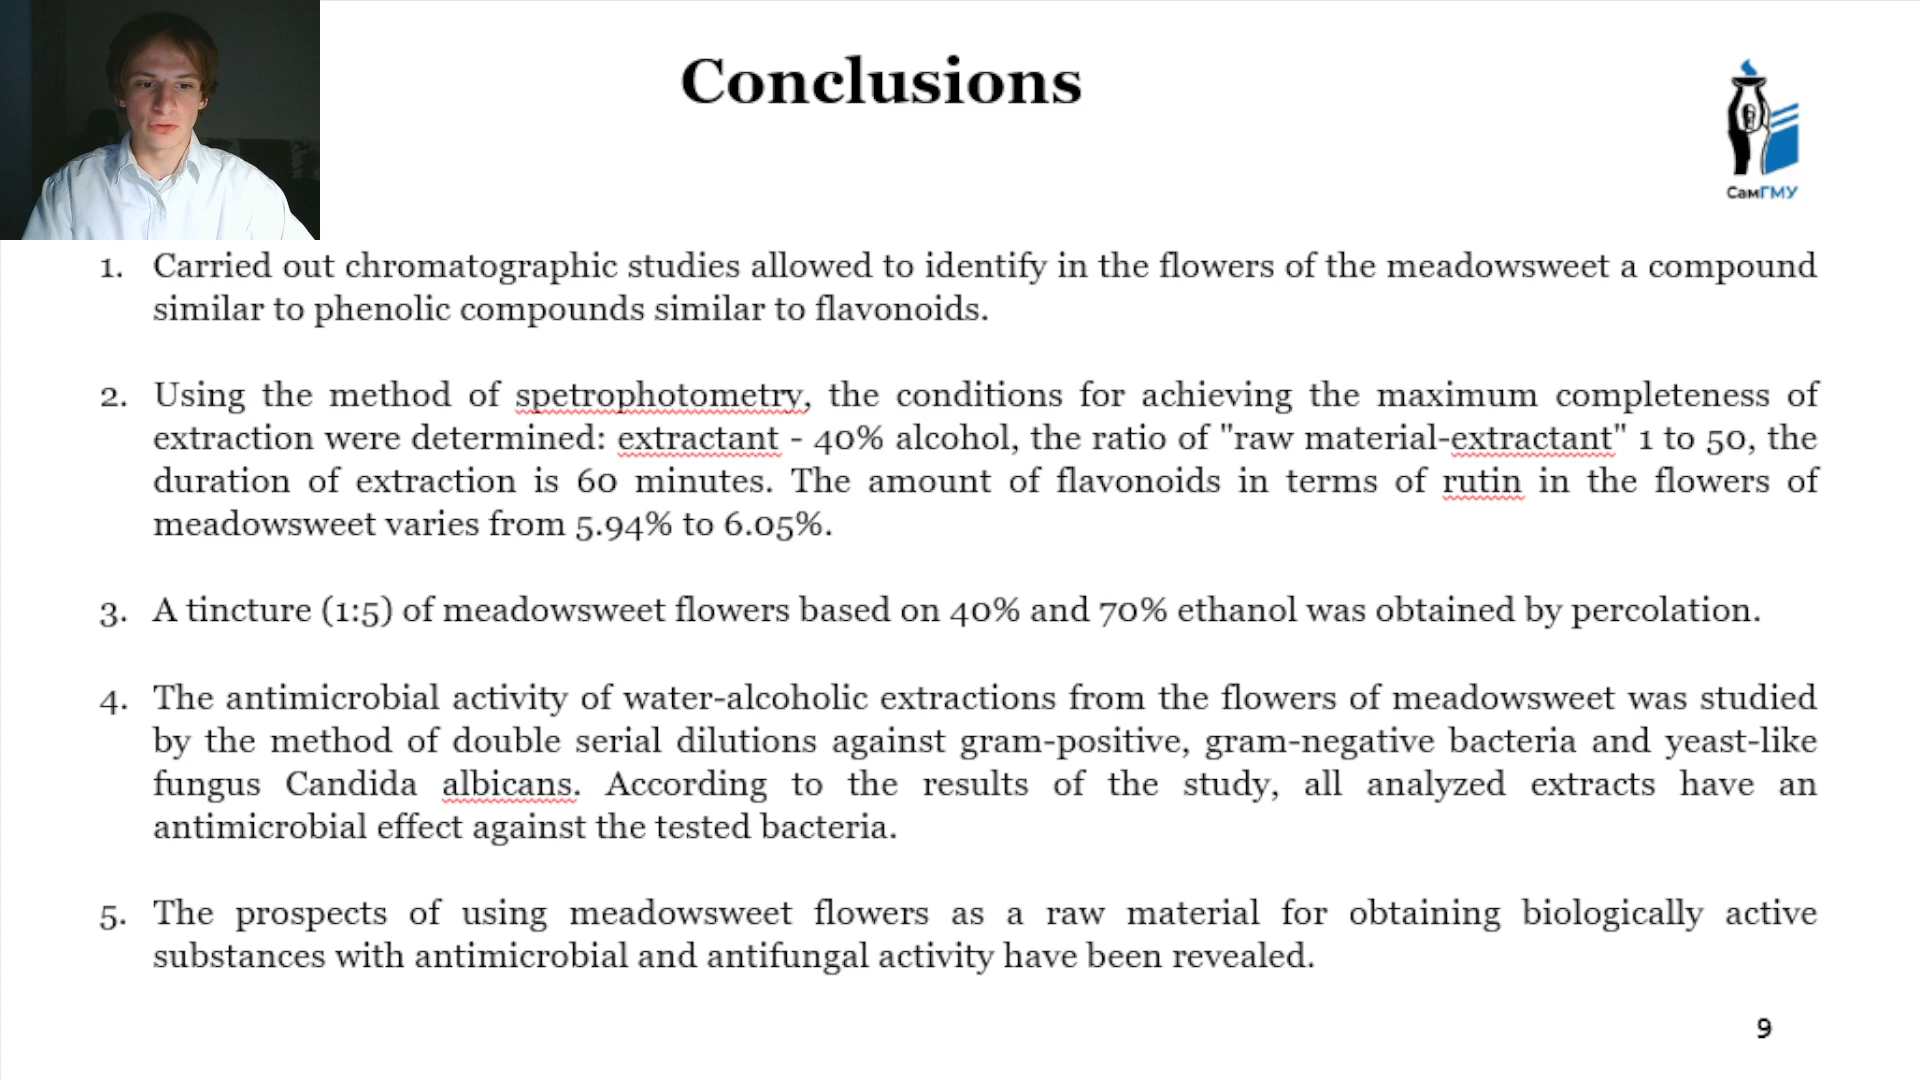 Conclusions
СамГМУ
1. Carried out chromatographic studies allowed to identify in the flowers of the meadowsweet a compound
similar to phenolic compounds similar to flavonoids.
2. Using the method of spetrophotometry, the conditions for achieving the maximum completeness of
extraction were determined: extractant - 40% alcohol, the ratio of "raw material-extractant" 1 to 50, the
duration of extraction is 60 minutes. The amount of flavonoids in terms of rutin in the flowers of
meadowsweet varies from 5.94% to 6.05%.
3. A tincture (1:5) of meadowsweet flowers based on 40% and 70% ethanol was obtained by percolation.
4. The antimicrobial activity of water-alcoholic extractions from the flowers of meadowsweet was studied
by the method of double serial dilutions against gram-positive, gram-negative bacteria and yeast-like
fungus Candida albicans. According to the results of the study, all analyzed extracts have an
antimicrobial effect against the tested bacteria.
5. The prospects of using meadowsweet flowers as a raw material for obtaining biologically active
substances with antimicrobial and antifungal activity have been revealed.
9